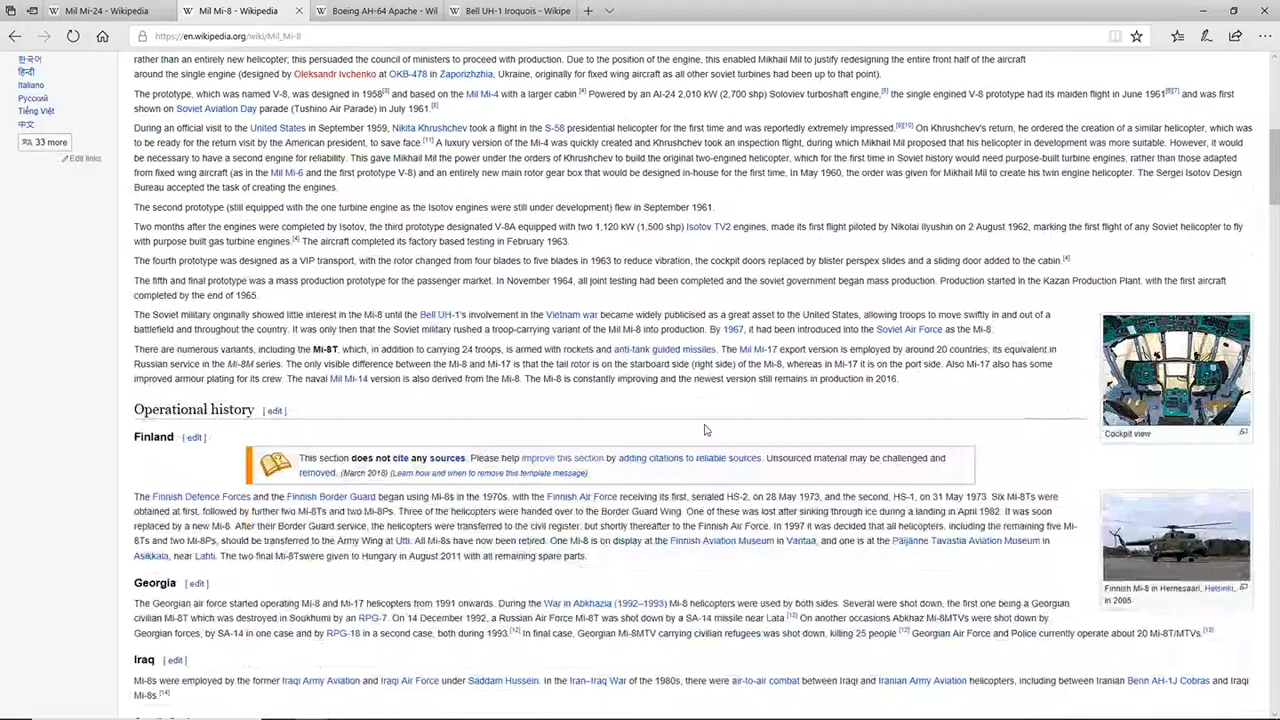 Mil Mi-24 - Wikipedia
Mil Mi-8 - Wikipedia
Boeing AH-64 Apache - Wil
Bell UH-1 Iroquois - Wikipe
https://en.wikipedia.org/wiki/Mil_Mi-8
한국어
हिन्दी
Italiano
Русский
Tiếng Việt
中文
33 more
Edit links
rather than an entirely new helicopter; this persuaded the council of ministers to proceed with production. Due to the position of the engine, this enabled Mikhail Mil to justify redesigning the entire front half of the aircraft
around the single engine (designed by Oleksandr Ivchenko at OKB-478 in Zaporizhzhia, Ukraine, originally for fixed wing aircraft as all other soviet turbines had been up to that point).
The prototype, which was named V-8, was designed in 1958[3] and based on the Mil Mi-4 with a larger cabin.[4] Powered by an AI-24 2,010 kW (2,700 shp) Soloviev turboshaft engine,[5] the single engined V-8 prototype had its maiden flight in June 1961[6][7] and was first
shown on Soviet Aviation Day parade (Tushino Air Parade) in July 1961.[8]
During an official visit to the United States in September 1959, Nikita Khrushchev took a flight in the S-58 presidential helicopter for the first time and was reportedly extremely impressed.[9][10] On Khrushchev's return, he ordered the creation of a similar helicopter, which was
to be ready for the return visit by the American president, to save face.[11] A luxury version of the Mi-4 was quickly created and Khrushchev took an inspection flight, during which Mikhail Mil proposed that his helicopter in development was more suitable. However, it would
be necessary to have a second engine for reliability. This gave Mikhail Mil the power under the orders of Khrushchev to build the original two-engined helicopter, which for the first time in Soviet history would need purpose-built turbine engines, rather than those adapted
from fixed wing aircraft (as in the Mil Mi-6 and the first prototype V-8) and an entirely new main rotor gear box that would be designed in-house for the first time. In May 1960, the order was given for Mikhail Mil to create his twin engine helicopter. The Sergei Isotov Design
Bureau accepted the task of creating the engines.
The second prototype (still equipped with the one turbine engine as the Isotov engines were still under development) flew in September 1961.
Two months after the engines were completed by Isotov, the third prototype designated V-8A equipped with two 1,120 kW (1,500 shp) Isotov TV2 engines, made its first flight piloted by Nikolai Ilyushin on 2 August 1962, marking the first flight of any Soviet helicopter to fly
with purpose built gas turbine engines.[4] The aircraft completed its factory based testing in February 1963.
The fourth prototype was designed as a VIP transport, with the rotor changed from four blades to five blades in 1963 to reduce vibration, the cockpit doors replaced by blister perspex slides and a sliding door added to the cabin.[4]
The fifth and final prototype was a mass production prototype for the passenger market. In November 1964, all joint testing had been completed and the soviet government began mass production. Production started in the Kazan Production Plant, with the first aircraft
completed by the end of 1965.
The Soviet military originally showed little interest in the Mi-8 until the Bell UH-1's involvement in the Vietnam war became widely publicised as a great asset to the United States, allowing troops to move swiftly in and out of a
battlefield and throughout the country. It was only then that the Soviet military rushed a troop-carrying variant of the Mil Mi-8 into production. By 1967, it had been introduced into the Soviet Air Force as the Mi-8.
There are numerous variants, including the Mi-8T, which, in addition to carrying 24 troops, is armed with rockets and anti-tank guided missiles. The Mil Mi-17 export version is employed by around 20 countries; its equivalent in
Russian service in the Mi-8M series. The only visible difference between the Mi-8 and Mi-17 is that the tail rotor is on the starboard side (right side) of the Mi-8, whereas in Mi-17 it is on the port side. Also Mi-17 also has some
improved armour plating for its crew. The naval Mil Mi-14 version is also derived from the Mi-8. The Mi-8 is constantly improving and the newest version still remains in production in 2016.
Cockpit view
Operational history [ edit ]
Finland [ edit ]
This section does not cite any sources. Please help improve this section by adding citations to reliable sources. Unsourced material may be challenged and
removed. (March 2018) (Learn how and when to remove this template message)
The Finnish Defence Forces and the Finnish Border Guard began using Mi-8s in the 1970s, with the Finnish Air Force receiving its first, serialed HS-2, on 28 May 1973, and the second, HS-1, on 31 May 1973. Six Mi-8Ts were
obtained at first, followed by further two Mi-8Ts and two Mi-8Ps. Three of the helicopters were handed over to the Border Guard Wing. One of these was lost after sinking through ice during a landing in April 1982. It was soon
replaced by a new Mi-8. After their Border Guard service, the helicopters were transferred to the civil register, but shortly thereafter to the Finnish Air Force. In 1997 it was decided that all helicopters, including the remaining five Mi-
8Ts and two Mi-8Ps, should be transferred to the Army Wing at Utti. All Mi-8s have now been retired. One Mi-8 is on display at the Finnish Aviation Museum in Vantaa, and one is at the Päijänne Tavastia Aviation Museum in
Asikkala, near Lahti. The two final Mi-8Tswere given to Hungary in August 2011 with all remaining spare parts.
Finnish Mi-8 in Hernesaari, Helsinki,
in 2005
Georgia [ edit ]
The Georgian air force started operating Mi-8 and Mi-17 helicopters from 1991 onwards. During the War in Abkhazia (1992–1993) Mi-8 helicopters were used by both sides. Several were shot down, the first one being a Georgian
civilian Mi-8T which was destroyed in Soukhumi by an RPG-7. On 14 December 1992, a Russian Air Force Mi-8T was shot down by a SA-14 missile near Lata.[12] On another occasions Abkhaz Mi-8MTVs were shot down by
Georgian forces, by SA-14 in one case and by RPG-18 in a second case, both during 1993.[12] In final case, Georgian Mi-8MTV carrying civilian refugees was shot down, killing 25 people.[12] Georgian Air Force and Police currently operate about 20 Mi-8T/MTVs.[13]
Iraq [ edit ]
Mi-8s were employed by the former Iraqi Army Aviation and Iraqi Air Force under Saddam Hussein. In the Iran–Iraq War of the 1980s, there were air-to-air combat between Iraqi and Iranian Army Aviation helicopters, including between Iranian Benn AH-1J Cobras and Iraqi
Mi-8s.[14]